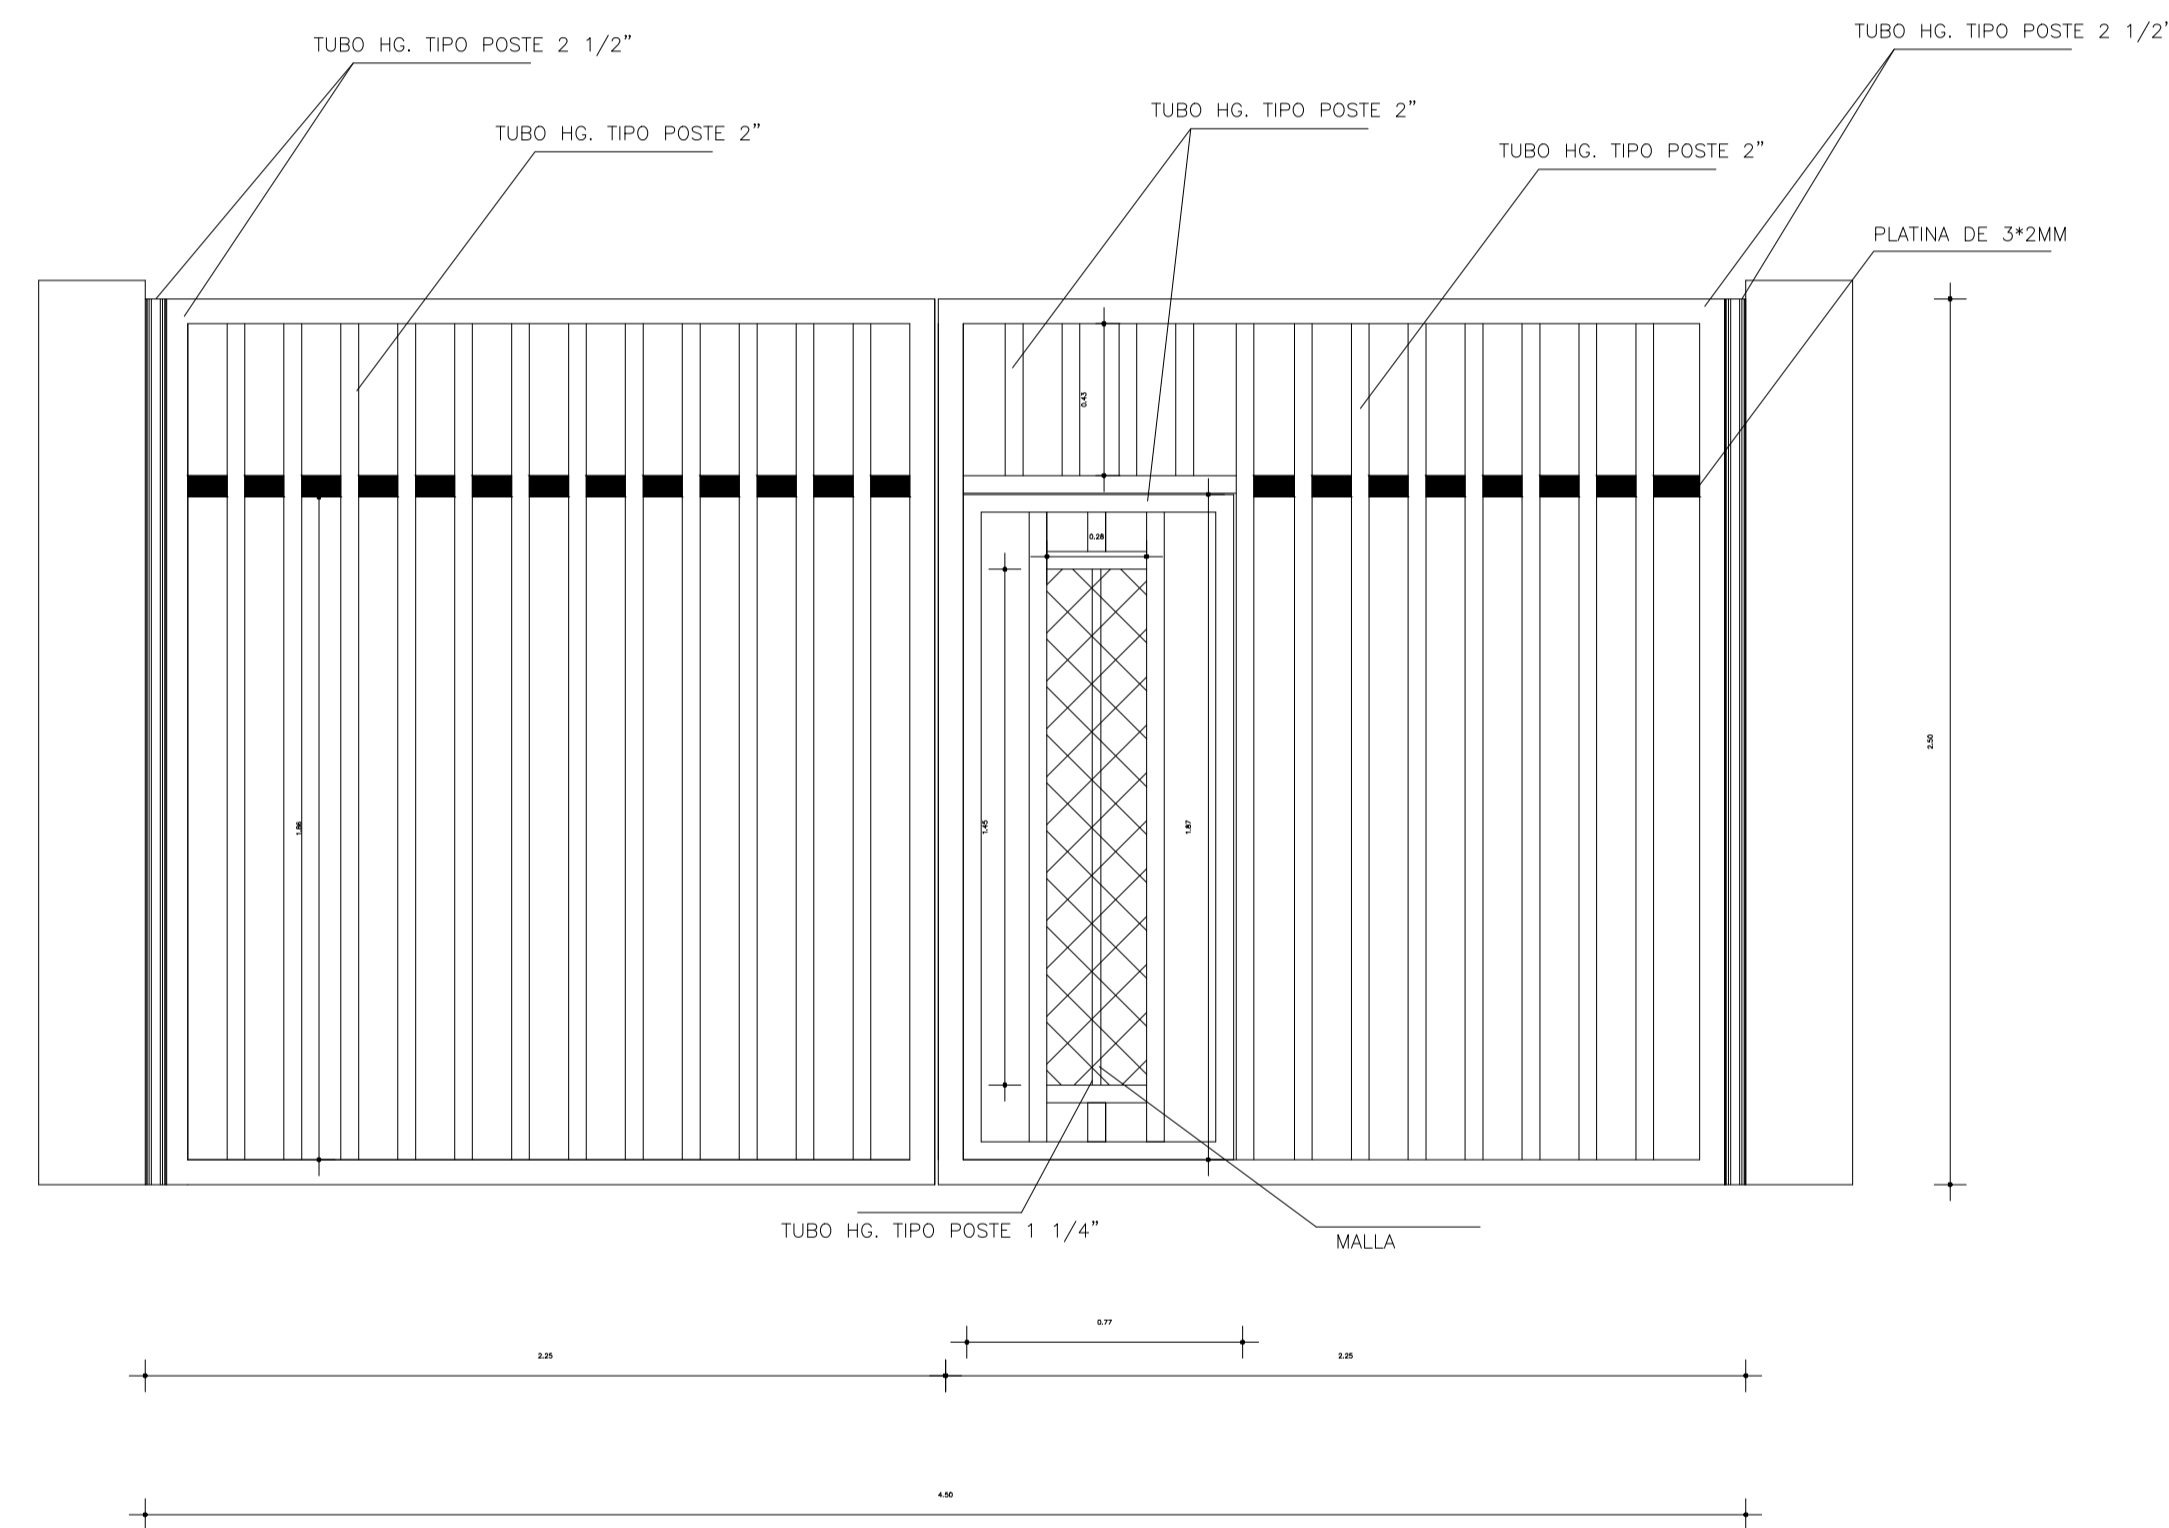 TUBO HG. TIPO POSTE 2 1/2'
TUBO HG. TIPO POSTE 2 1/2”
TUBO HG. TIPO POSTE 2”
TUBO HG. TIPO POSTE 2”
TUBO HG. TIPO POSTE 2”
PLATINA DE 3*2MM
0.43
0.28
2.50
1.86
1.45
1.87
TUBO HG. TIPO POSTE 1 1/4”
MALLA
0.77
2.25
2.25
4.50